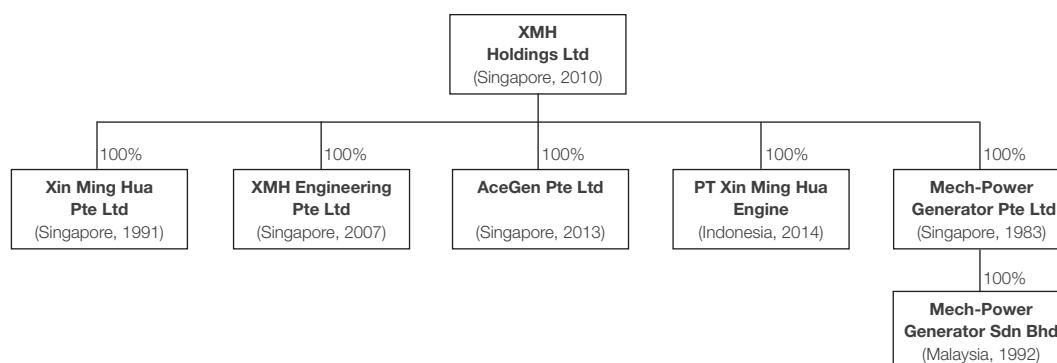 XMH
Holdings Ltd
(Singapore, 2010)
100%
100%
100%
100%
100%
Xin Ming Hua
Pte Ltd
(Singapore, 1991)
XMH Engineering
Pte Ltd
(Singapore, 2007)
AceGen Pte Ltd
(Singapore, 2013)
PT Xin Ming Hua
Engine
(Indonesia, 2014)
Mech-Power
Generator Pte Ltd
(Singapore, 1983)
100%
Mech-Power
Generator Sdn Bhd
(Malaysia, 1992)